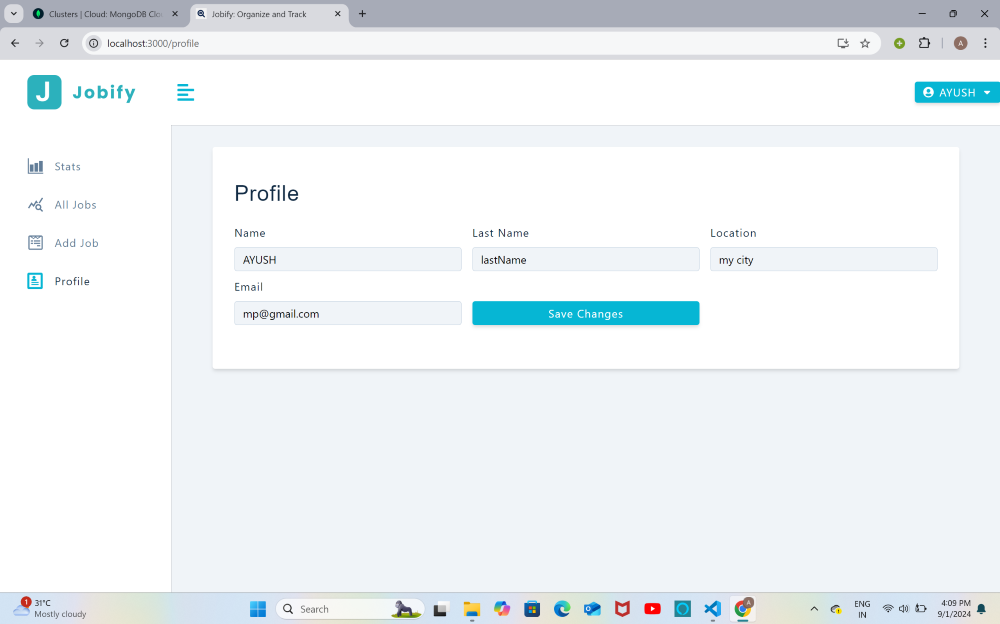 Clusters | Cloud: MongoDB Clo
Jobify: Organize and Track
localhost:3000/profile
A
J
Jobify
AYUSH
Stats
All Jobs
Add Job
Profile
Profile
Name
Last Name
Location
AYUSH
lastName
my city
Email
mp@gmail.com
Save Changes
1
31°C
Mostly cloudy
Search
A
ENG
IN
4:09 PM
9/1/2024